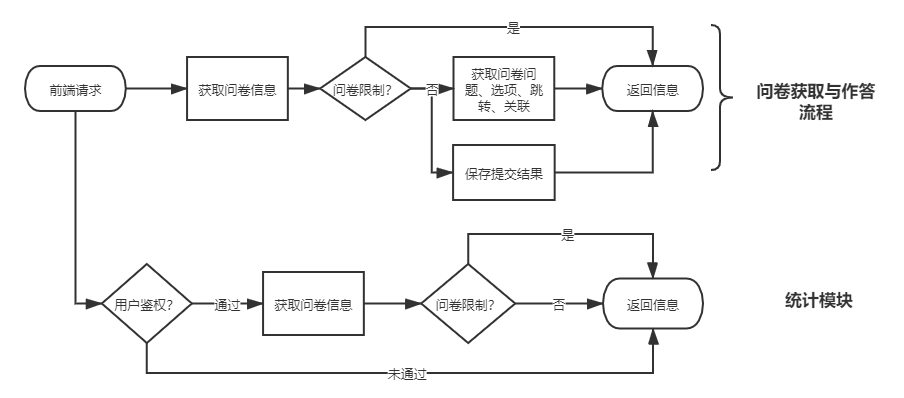 是
前端请求
获取问卷信息
问卷限制?
否
获取问卷问
题、选项、跳
转、关联
返回信息
问卷获取与作答
流程
保存提交结果
是
用户鉴权?
通过
获取问卷信息
问卷限制?
否
返回信息
统计模块
未通过